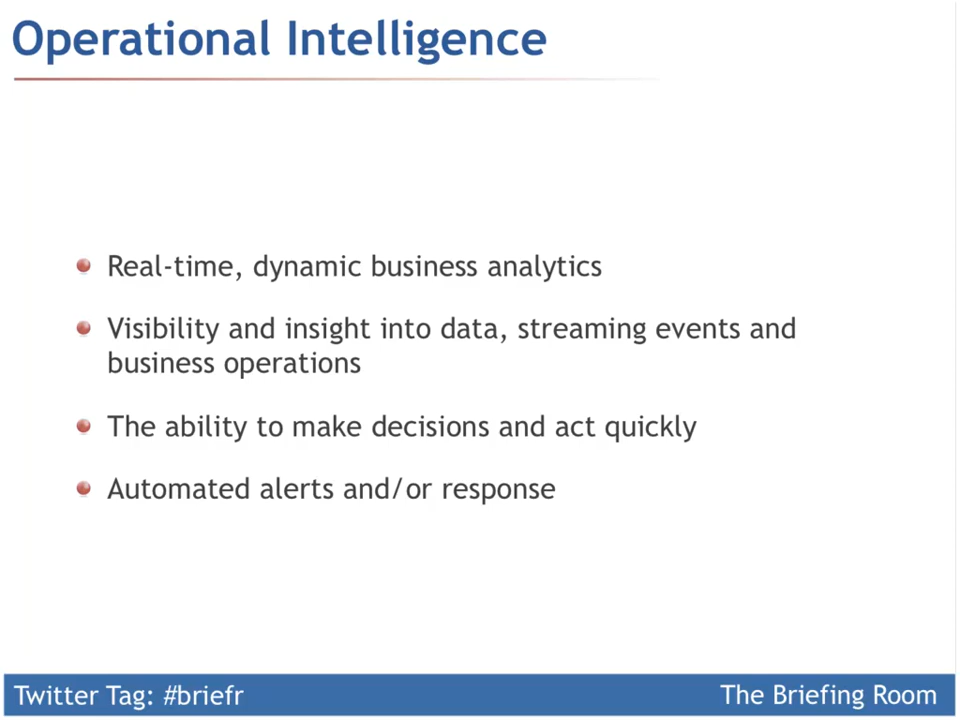 Operational Intelligence
Real-time, dynamic business analytics
Visibility and insight into data, streaming events and
business operations
The ability to make decisions and act quickly
Automated alerts and/or response
Twitter Tag: #briefr
The Briefing Room